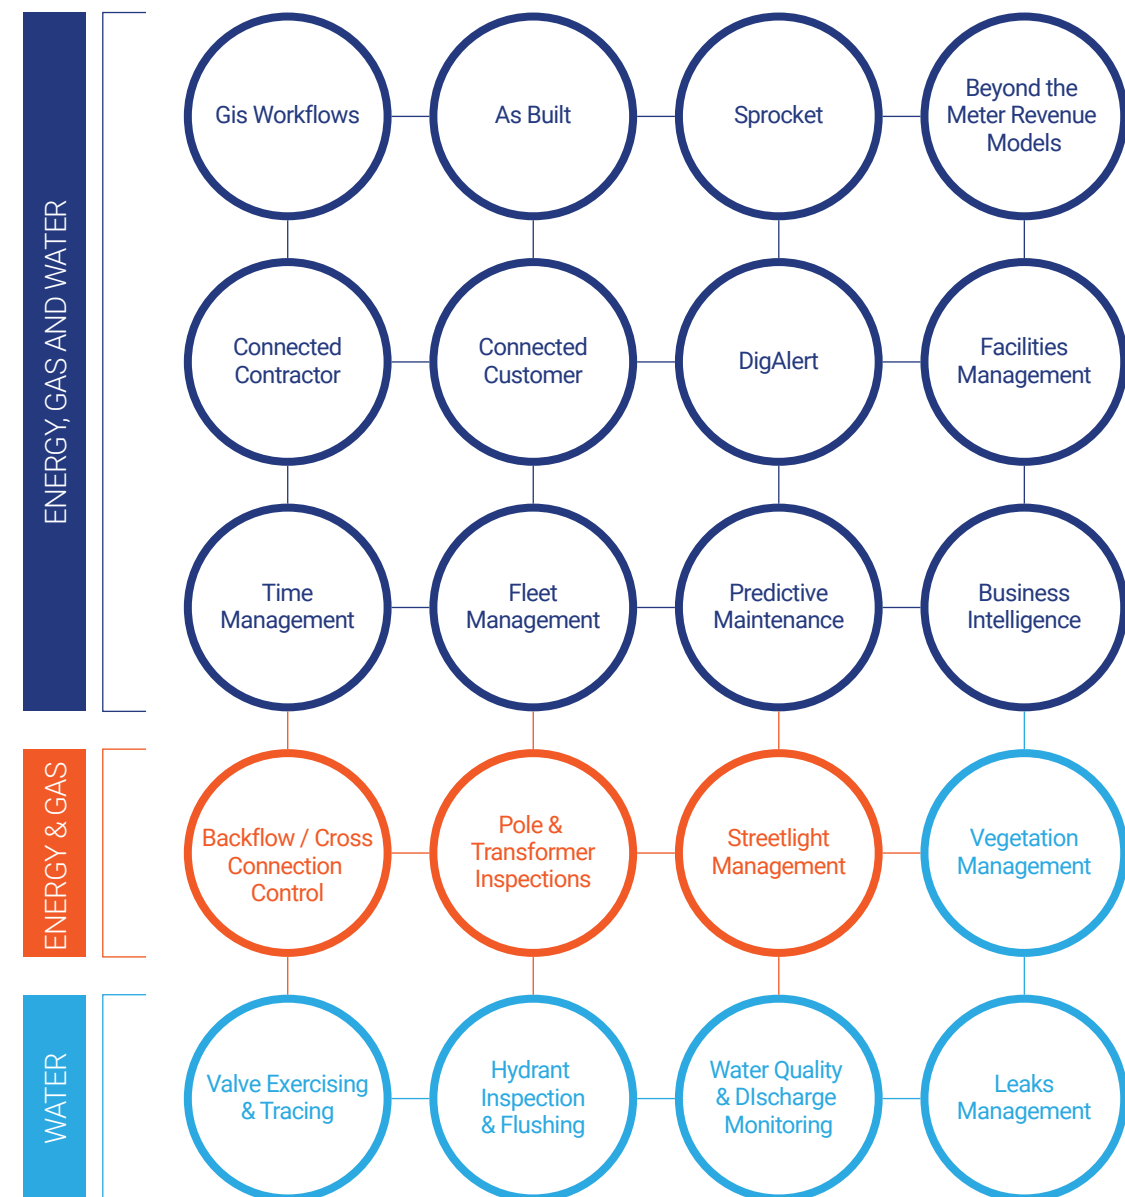 ENERGY, GAS AND WATER
Gis Workflows
As Built
Sprocket
Beyond the
Meter Revenue
Models
Connected
Contractor
Connected
Customer
DigAlert
Facilities
Management
Time
Management
Fleet
Management
Predictive
Maintenance
Business
Intelligence
ENERGY & GAS
Backflow / Cross
Connection
Control
Pole &
Transformer
Inspections
Streetlight
Management
Vegetation
Management
WATER
Valve Exercising
& Tracing
Hydrant
Inspection
& Flushing
Water Quality
& DIscharge
Monitoring
Leaks
Management